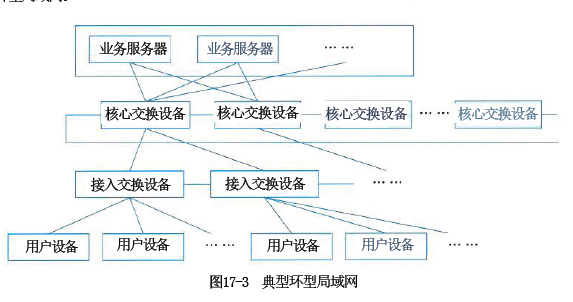 业务服务器 业务服务器 ……
核心交换设备 核心交换设备 核心交换设备 …… 核心交换设备
接入交换设备 接入交换设备 ……
用户设备 用户设备 …… 用户设备 用户设备 ……
图17-3 典型环型局域网